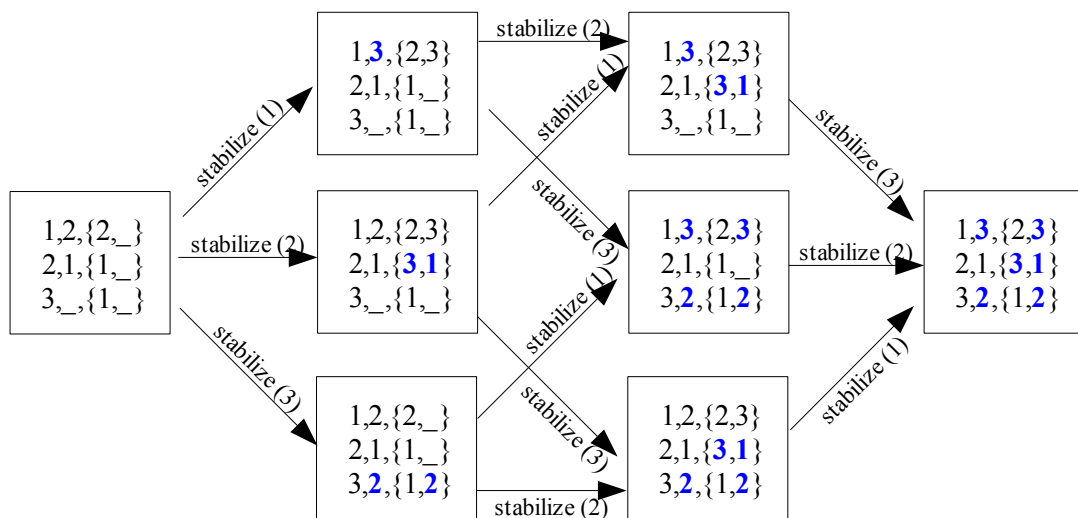 1,3,{2,3}
2,1,{1,_}
3,_,{1,_}
stabilize (2)
1,3,{2,3}
2,1,{3,1}
3,_,{1,_}
stabilize (1)
stabilize (1)
stabilize (3)
1,2,{2,_}
2,1,{1,_}
3,_,{1,_}
stabilize (2)
1,2,{2,3}
2,1,{3,1}
3,_,{1,_}
stabilize (3)
1,3,{2,3}
2,1,{1,_}
3,2,{1,2}
stabilize (2)
1,3,{2,3}
2,1,{3,1}
3,2,{1,2}
stabilize (3)
stabilize (1)
stabilize (3)
stabilize (1)
1,2,{2,_}
2,1,{1,_}
3,2,{1,2}
stabilize (2)
1,2,{2,3}
2,1,{3,1}
3,2,{1,2}